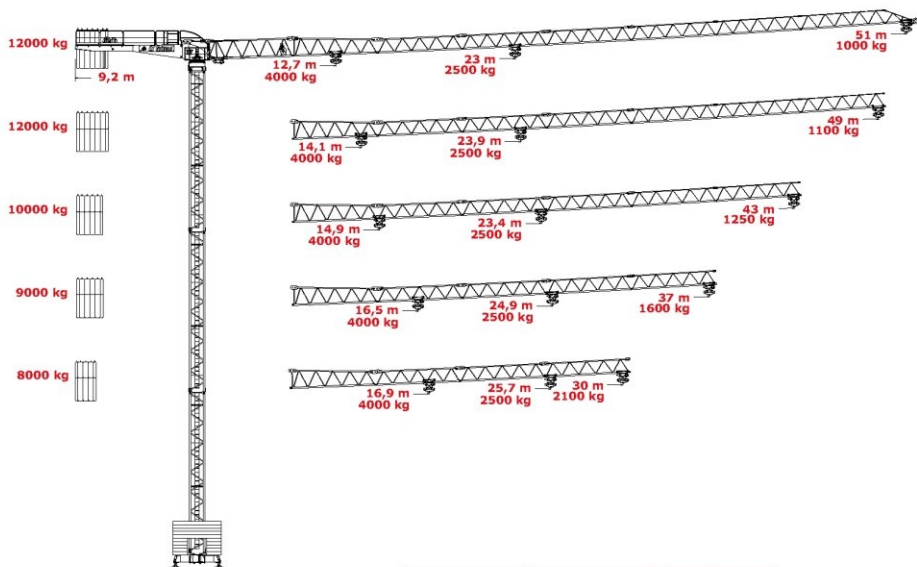 12000 kg
9,2 m
12,7 m
4000 kg
23 m
2500 kg
51 m
1000 kg
12000 kg
14,1 m
4000 kg
23,9 m
2500 kg
49 m
1100 kg
10000 kg
14,9 m
4000 kg
23,4 m
2500 kg
43 m
1250 kg
9000 kg
16,5 m
4000 kg
24,9 m
2500 kg
37 m
1600 kg
8000 kg
16,9 m
4000 kg
25,7 m
2500 kg
30 m
2100 kg